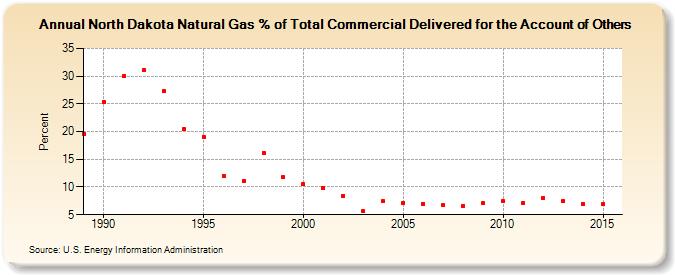 Annual North Dakota Natural Gas % of Total Commercial Delivered for the Account of Others
Percent
35
30
25
20
15
10
5
1990 1995 2000 2005 2010 2015
Source: U.S. Energy Information Administration